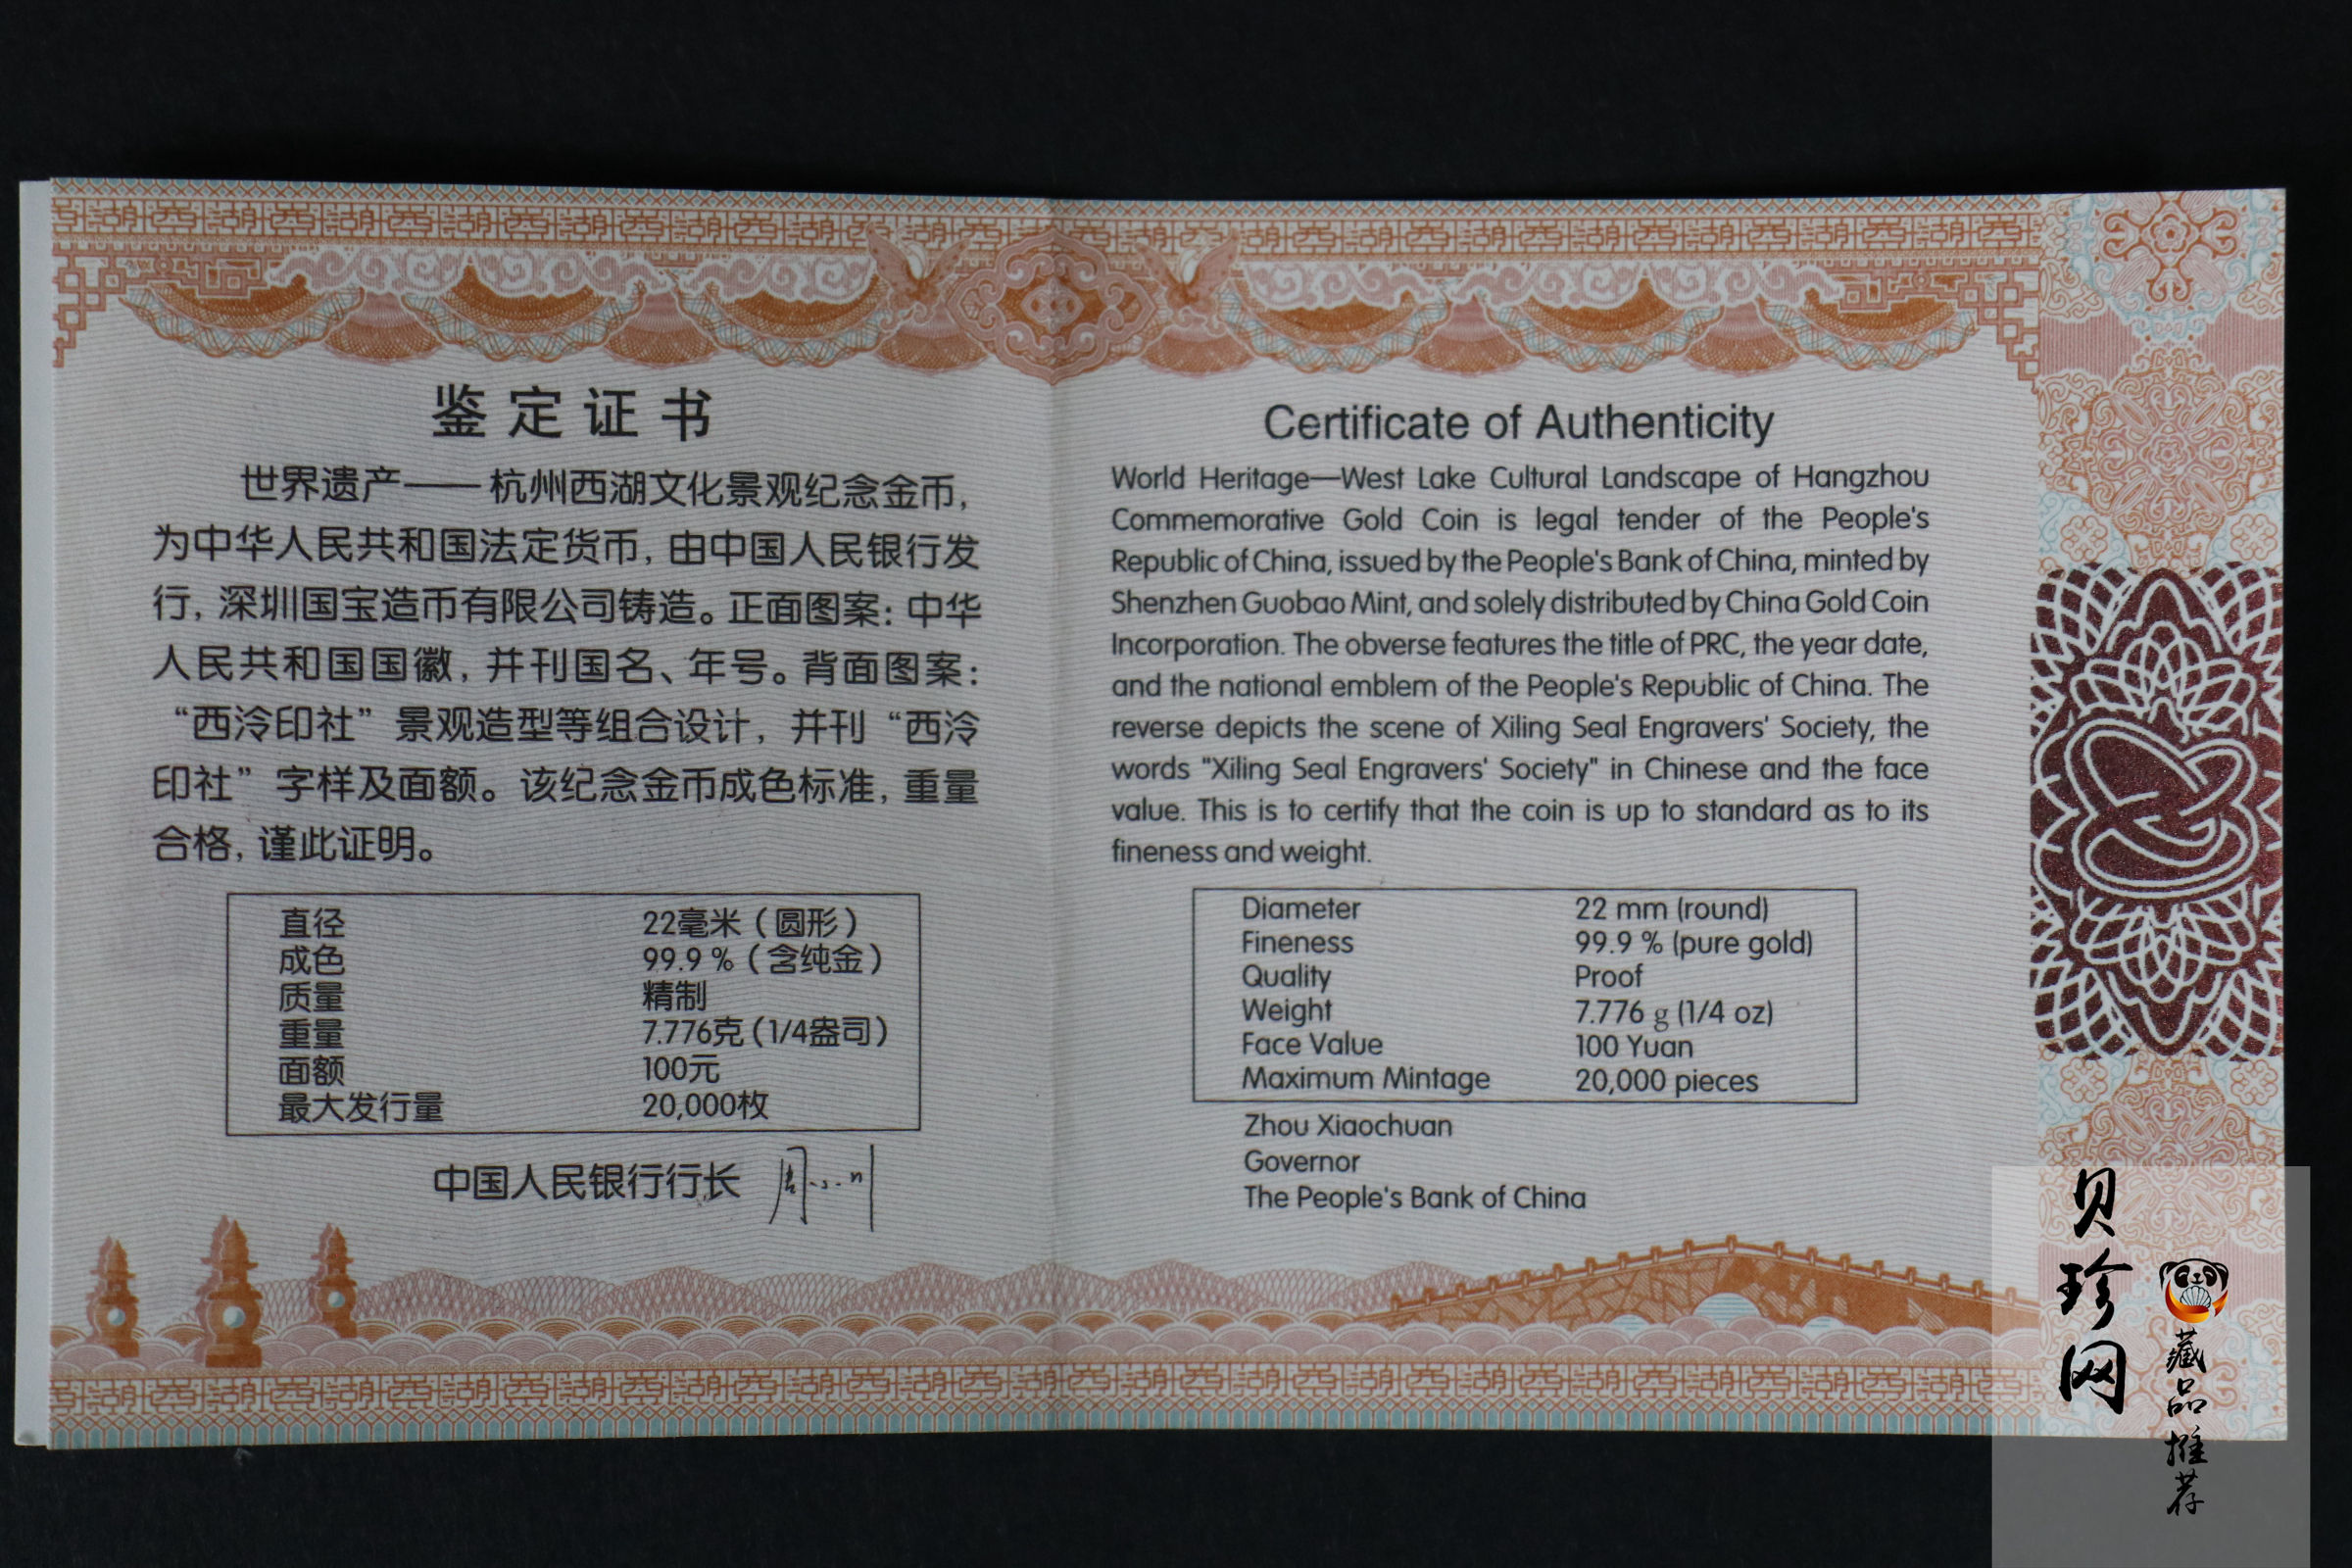 鉴定证书
世界遗产——杭州西湖文化景观纪念金币,
为中华人民共和国法定货币,由中国人民银行发
行,深圳国宝造币有限公司铸造。正面图案:中华
人民共和国国徽,并刊国名、年号。背面图案:
“西泠印社”景观造型等组合设计,并刊“西泠
印社”字样及面额。该纪念金币成色标准,重量
合格,谨此证明。
直径 22毫米(圆形)
成色 99.9%(含纯金)
质量 精制
重量 7.776克(1/4盎司)
面额 100元
最大发行量 20,000枚
中国人民银行行长 周小川
Certificate of Authenticity
World Heritage—West Lake Cultural Landscape of Hangzhou
Commemorative Gold Coin is legal tender of the People's
Republic of China, issued by the People's Bank of China, minted by
Shenzhen Guobao Mint, and solely distributed by China Gold Coin
Incorporation. The obverse features the title of PRC, the year date,
and the national emblem of the People's Republic of China. The
reverse depicts the scene of Xiling Seal Engravers' Society, the
words "Xiling Seal Engravers' Society" in Chinese and the face
value. This is to certify that the coin is up to standard as to its
fineness and weight.
Diameter 22 mm (round)
Fineness 99.9 % (pure gold)
Quality Proof
Weight 7.776 g (1/4 oz)
Face Value 100 Yuan
Maximum Mintage 20,000 pieces
Zhou Xiaochuan
Governor
The People's Bank of China
贝珍网
藏品推荐